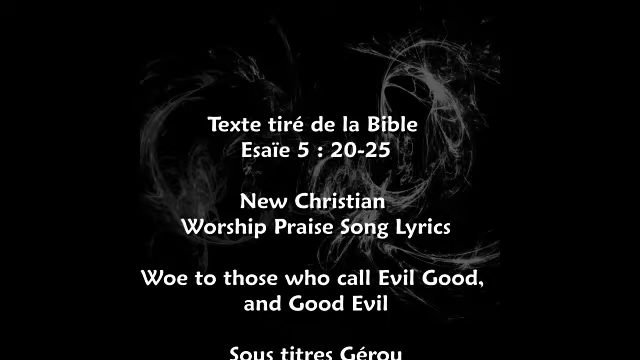 Texte tiré de la Bible
Esaïe 5 : 20-25
New Christian
Worship Praise Song Lyrics
Woe to those who call Evil Good,
and Good Evil
Sous titres Gérou